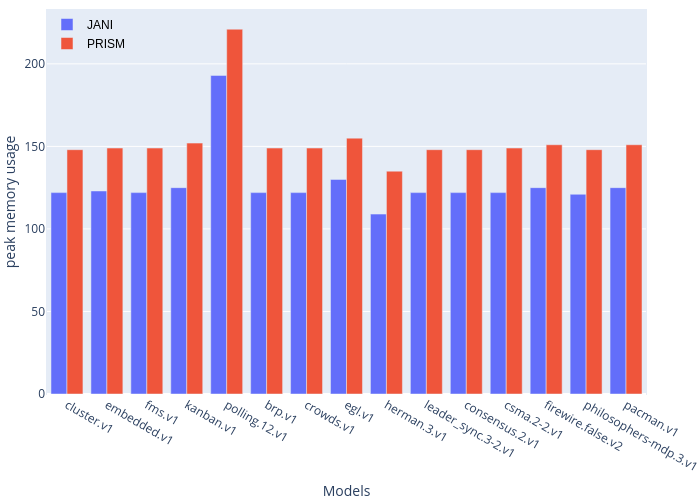 JANI
PRISM
peak memory usage
200
150
100
50
0
cluster.v1
embedded.v1
fms.v1
kanban.v1
polling.12.v1
brp.v1
crowds.v1
egl.v1
herman.3.v1
leader_sync.3-2.v1
consensus.2.v1
csma.2-2.v1
firewire.false.v2
philosophers-mdp.3.v1
pacman.v1
Models